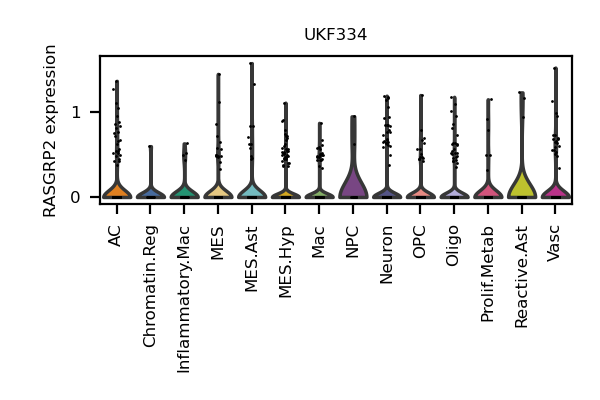 UKF334
RASGRP2 expression
1
0
AC
Chromatin.Reg
Inflammatory.Mac
MES
MES.Ast
MES.Hyp
Mac
NPC
Neuron
OPC
Oligo
Prolif.Metab
Reactive.Ast
Vasc